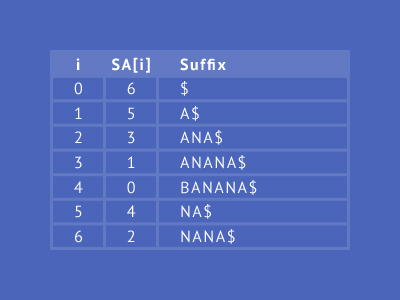 i SA[i] Suffix
0 6 $
1 5 A$
2 3 ANA$
3 1 ANANA$
4 0 BANANA$
5 4 NA$
6 2 NANA$